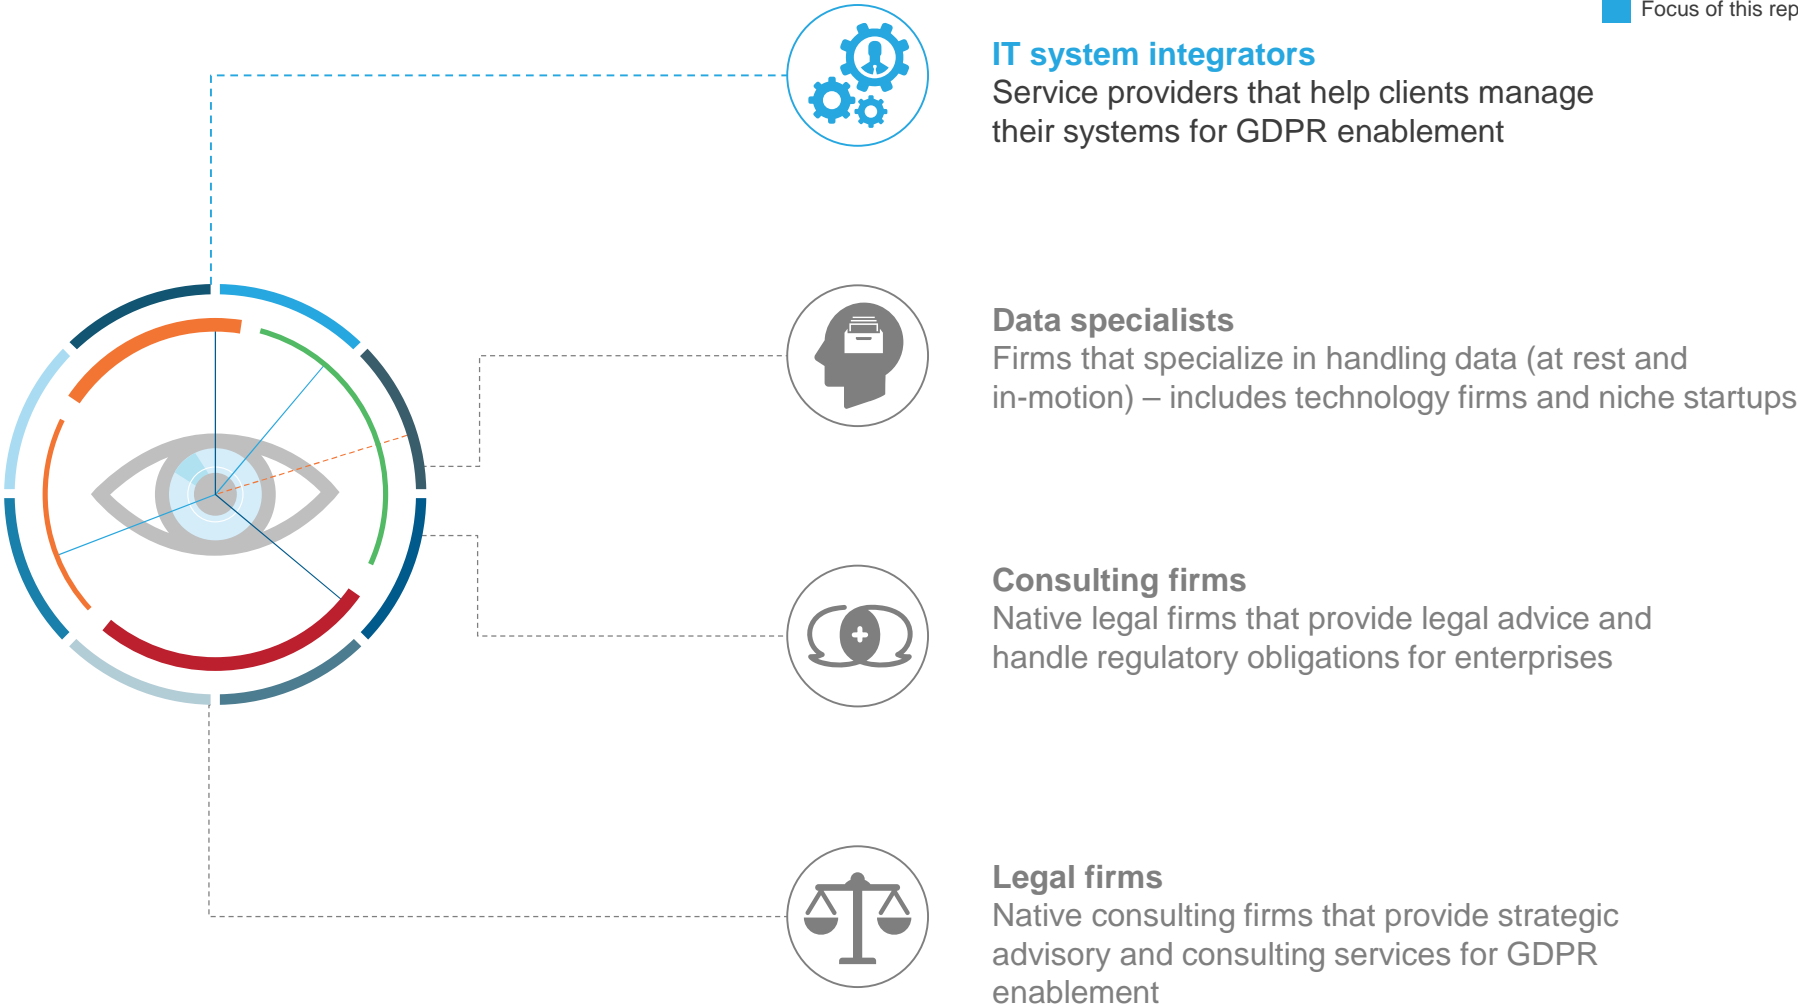 Focus of this rep
IT system integrators
Service providers that help clients manage
their systems for GDPR enablement
Data specialists
Firms that specialize in handling data (at rest and
in-motion) – includes technology firms and niche startups
Consulting firms
Native legal firms that provide legal advice and
handle regulatory obligations for enterprises
Legal firms
Native consulting firms that provide strategic
advisory and consulting services for GDPR
enablement